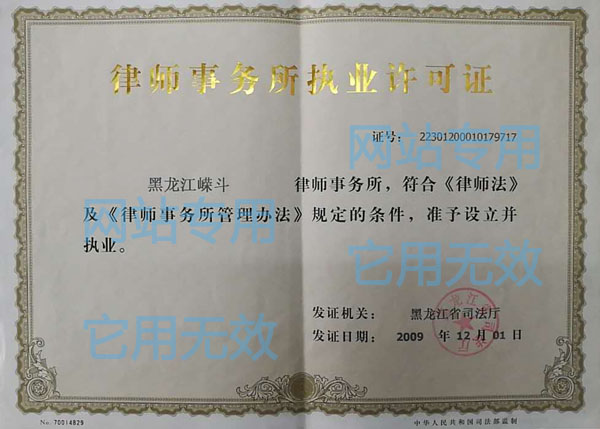 律师事务所执业许可证
证号：22301200010179717
黑龙江嵘斗 律师事务所，符合《律师法》
及《律师事务所管理办法》规定的条件，准予设立并
执业。
发证机关：黑龙江省司法厅
发证日期：2009 年 12 月 01 日
No. 70014829
中华人民共和国司法部监制
网站专用
它用无效
网站专用
它用无效